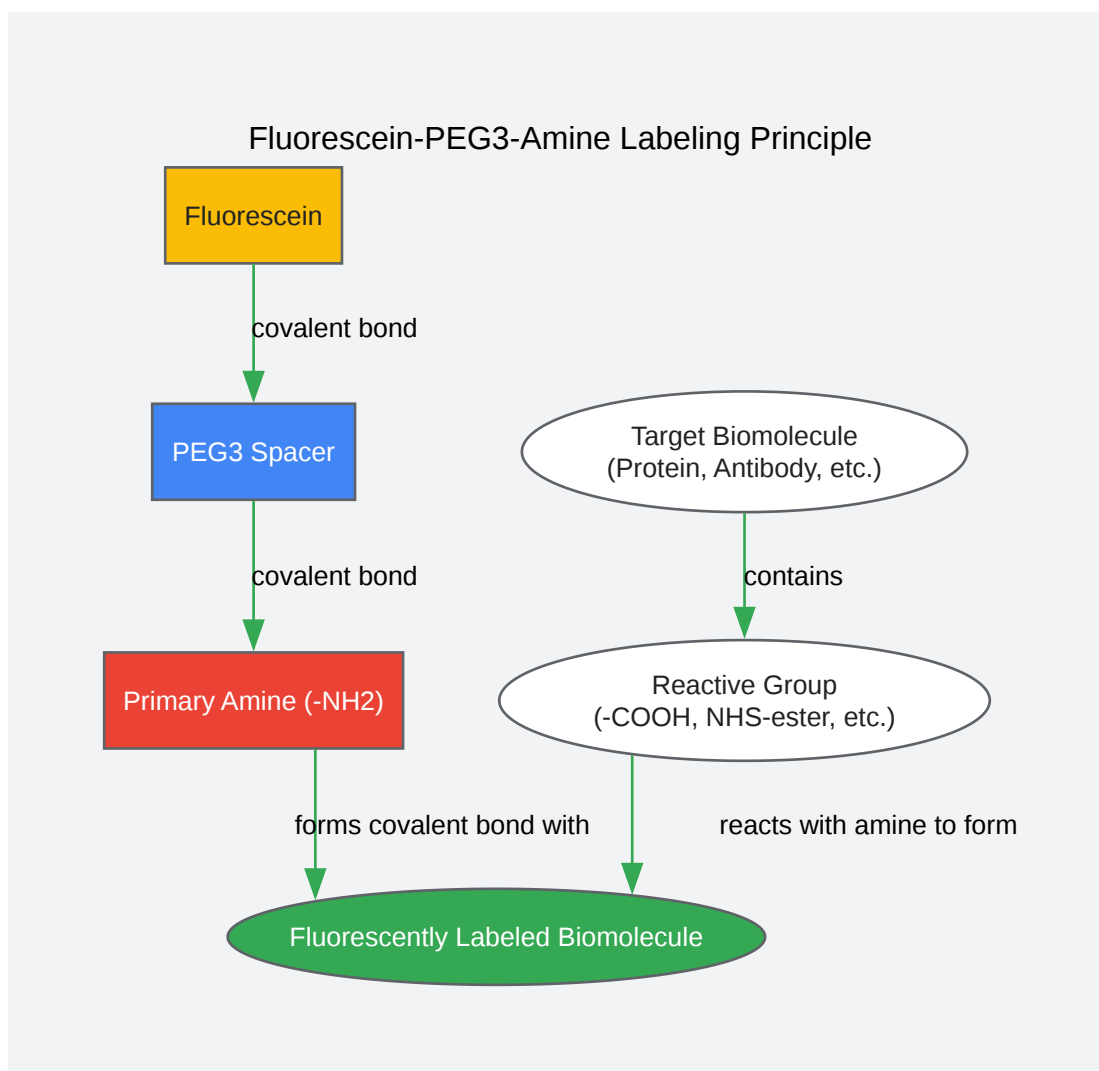 Fluorescein-PEG3-Amine Labeling Principle
Fluorescein
covalent bond
PEG3 Spacer
Target Biomolecule
(Protein, Antibody, etc.)
covalent bond
contains
Primary Amine (-NH2)
Reactive Group
(-COOH, NHS-ester, etc.)
forms covalent bond with
reacts with amine to form
Fluorescently Labeled Biomolecule